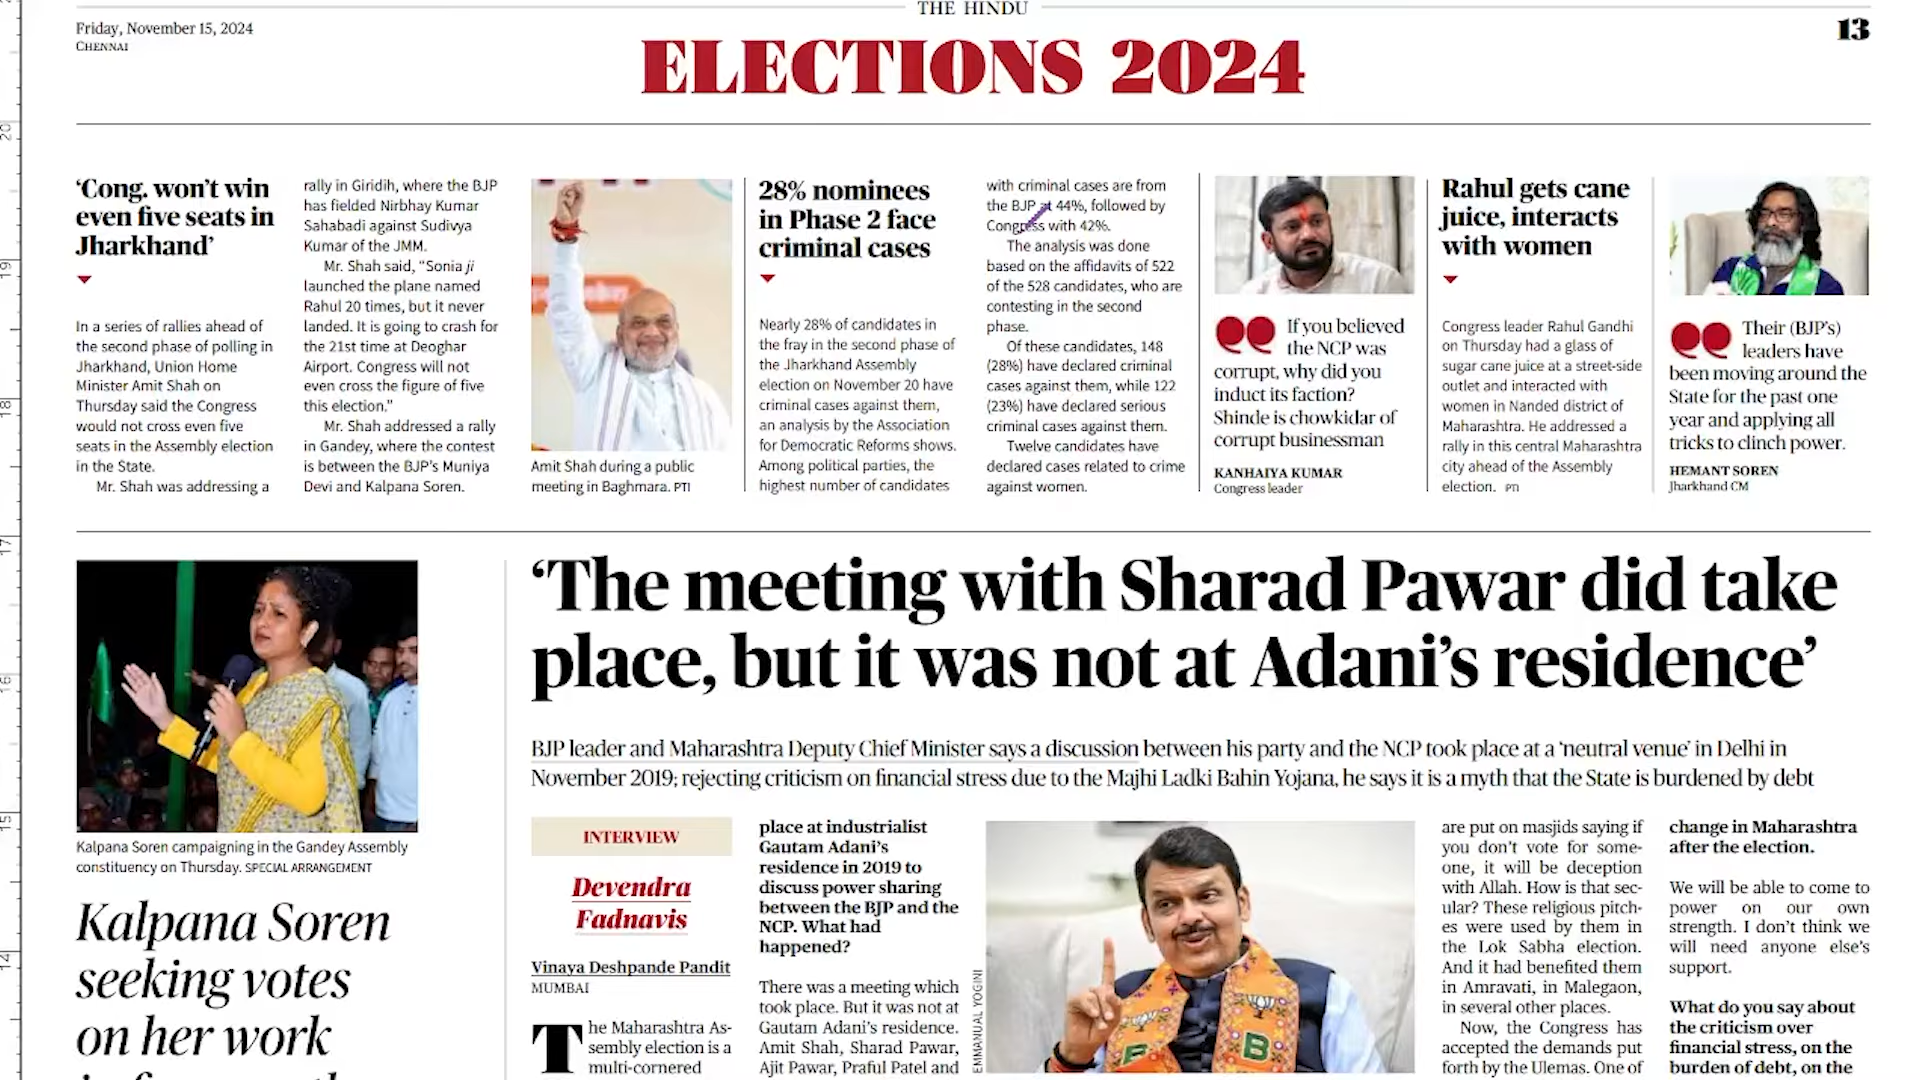 THE HINDU
Friday, November 15, 2024
CHENNAI
13
ELECTIONS 2024
‘Cong. won’t win
even five seats in
Jharkhand’
In a series of rallies ahead of
the second phase of polling in
Jharkhand, Union Home
Minister Amit Shah on
Thursday said the Congress
would not cross even five
seats in the Assembly election
in the State.
Mr. Shah was addressing a
rally in Giridih, where the BJP
has fielded Nirbhay Kumar
Sahabadi against Sudivya
Kumar of the JMM.
Mr. Shah said, “Sonia ji
launched the plane named
Rahul 20 times, but it never
landed. It is going to crash for
the 21st time at Deoghar
Airport. Congress will not
even cross the figure of five
this election.”
Mr. Shah addressed a rally
in Gandey, where the contest
is between the BJP’s Muniya
Devi and Kalpana Soren.
Amit Shah during a public
meeting in Baghmara. PTI
28% nominees
in Phase 2 face
criminal cases
Nearly 28% of candidates in
the fray in the second phase of
the Jharkhand Assembly
election on November 20 have
criminal cases against them,
an analysis by the Association
for Democratic Reforms shows.
Among political parties, the
highest number of candidates
with criminal cases are from
the BJP at 44%, followed by
Congress with 42%.
The analysis was done
based on the affidavits of 522
of the 528 candidates, who are
contesting in the second
phase.
Of these candidates, 148
(28%) have declared criminal
cases against them, while 122
(23%) have declared serious
criminal cases against them.
Twelve candidates have
declared cases related to crime
against women.
If you believed
the NCP was
corrupt, why did you
induct its faction?
Shinde is chowkidar of
corrupt businessman
KANHAIYA KUMAR
Congress leader
Rahul gets cane
juice, interacts
with women
Congress leader Rahul Gandhi
on Thursday had a glass of
sugar cane juice at a street-side
outlet and interacted with
women in Nanded district of
Maharashtra. He addressed a
rally in this central Maharashtra
city ahead of the Assembly
election. PTI
Their (BJP’s)
leaders have
been moving around the
State for the past one
year and applying all
tricks to clinch power.
HEMANT SOREN
Jharkhand CM
Kalpana Soren campaigning in the Gandey Assembly
constituency on Thursday. SPECIAL ARRANGEMENT
Kalpana Soren
seeking votes
on her work
‘The meeting with Sharad Pawar did take
place, but it was not at Adani’s residence’
BJP leader and Maharashtra Deputy Chief Minister says a discussion between his party and the NCP took place at a ‘neutral venue’ in Delhi in
November 2019; rejecting criticism on financial stress due to the Majhi Ladki Bahin Yojana, he says it is a myth that the State is burdened by debt
INTERVIEW
Devendra
Fadnavis
Vinaya Deshpande Pandit
MUMBAI
The Maharashtra As-
sembly election is a
multi-cornered
place at industrialist
Gautam Adani’s
residence in 2019 to
discuss power sharing
between the BJP and the
NCP. What had
happened?
There was a meeting which
took place. But it was not at
Gautam Adani’s residence.
Amit Shah, Sharad Pawar,
Ajit Pawar, Praful Patel and
EMMANUAL YOGINI
B
are put on masjids saying if
you don’t vote for some-
one, it will be deception
with Allah. How is that sec-
ular? These religious pitch-
es were used by them in
the Lok Sabha election.
And it had benefited them
in Amravati, in Malegaon,
in several other places.
Now, the Congress has
accepted the demands put
forth by the Ulemas. One of
change in Maharashtra
after the election.
We will be able to come to
power on our own
strength. I don’t think we
will need anyone else’s
support.
What do you say about
the criticism over
financial stress, on the
burden of debt, on the
20
19
18
17
16
15
14